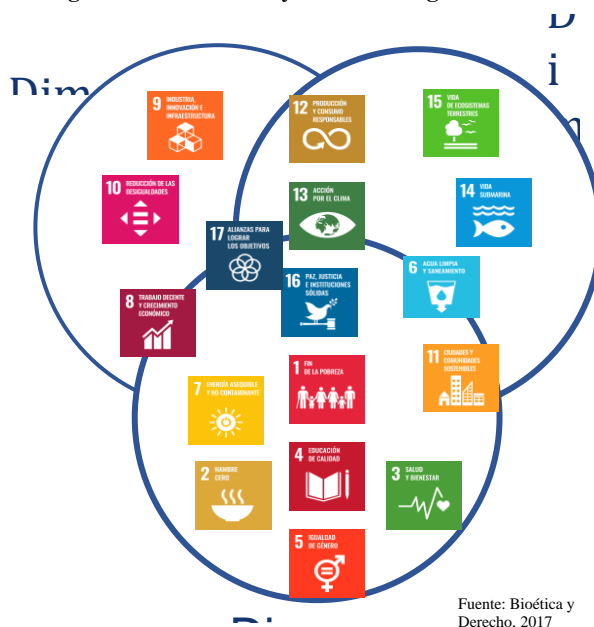 D
i
Dim
9 INDUSTRIA,
INNOVACIÓN E
INFRAESTRUCTURA
12 PRODUCCIÓN
Y CONSUMO
RESPONSABLES
15 VIDA
DE ECOSISTEMAS
TERRESTRES
10 REDUCCIÓN DE LAS
DESIGUALDADES
13 ACCIÓN
POR EL CLIMA
14 VIDA
SUBMARINA
17 ALIANZAS PARA
LOGRAR
LOS OBJETIVOS
16 PAZ, JUSTICIA
E INSTITUCIONES
SÓLIDAS
6 AGUA LIMPIA
Y SANEAMIENTO
8 TRABAJO DECENTE
Y CRECIMIENTO
ECONÓMICO
1 FIN
DE LA POBREZA
11 CIUDADES Y
COMUNIDADES
SOSTENIBLES
7 ENERGÍA ASEQUIBLE
Y NO CONTAMINANTE
4 EDUCACIÓN
DE CALIDAD
2 HAMBRE
CERO
3 SALUD
Y BIENESTAR
5 IGUALDAD
DE GÉNERO
Fuente: Bioética y
Derecho, 2017